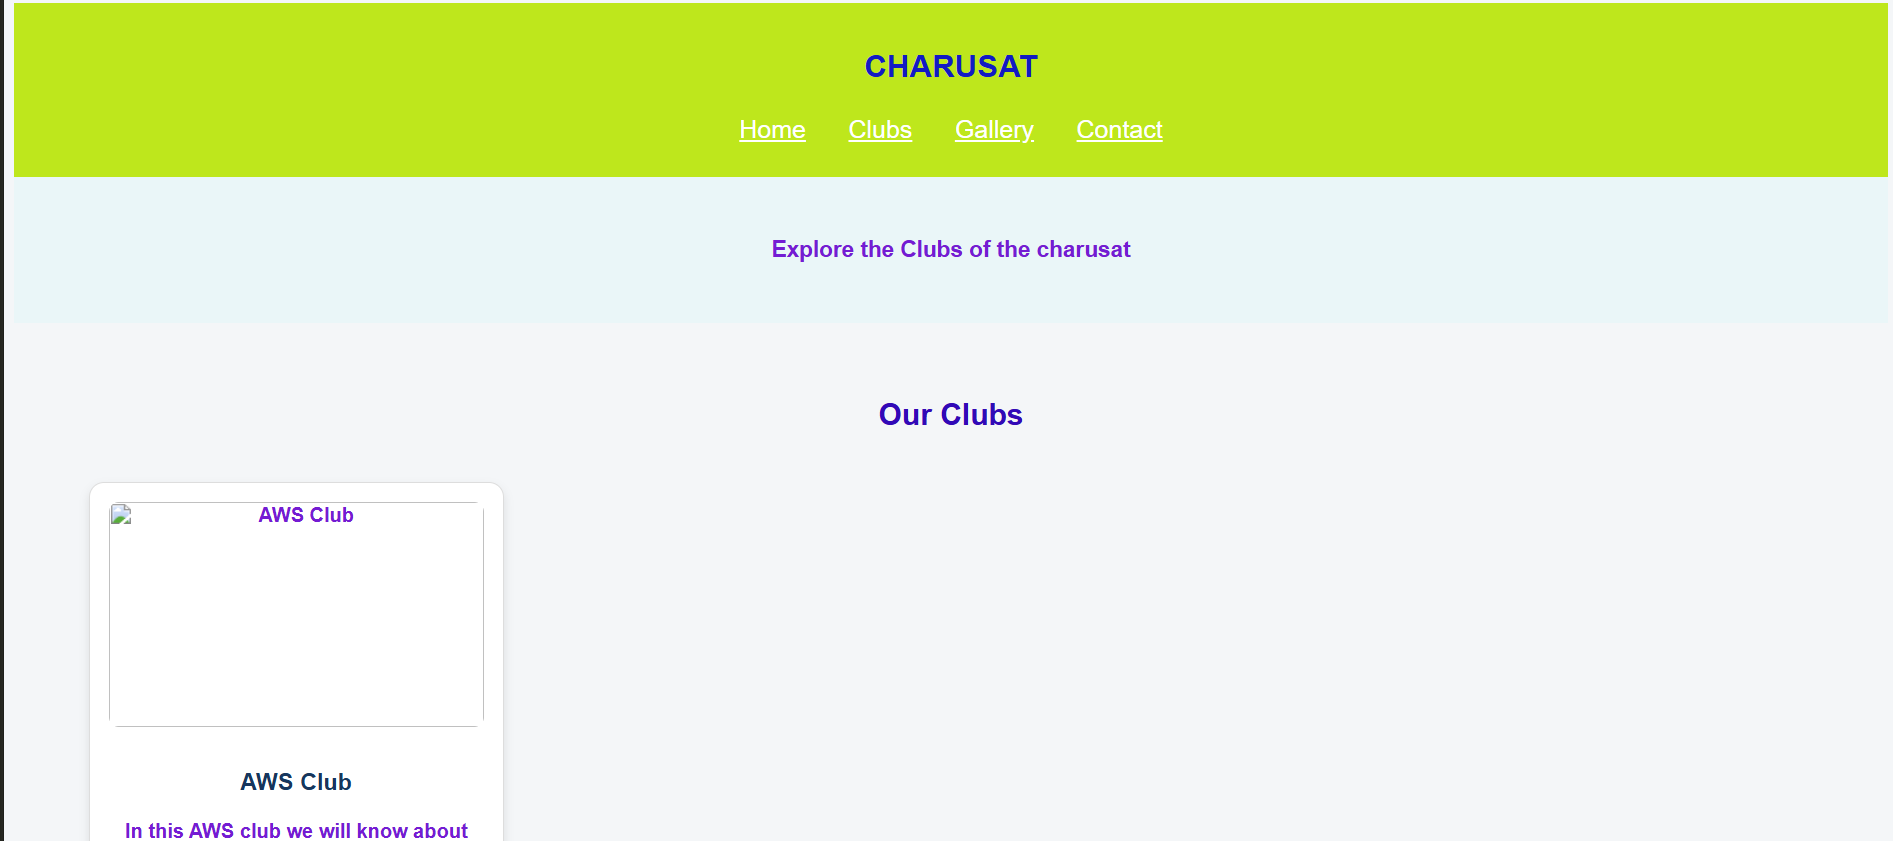 CHARUSAT
Home Clubs Gallery Contact
Explore the Clubs of the charusat
Our Clubs
AWS Club
AWS Club
In this AWS club we will know about